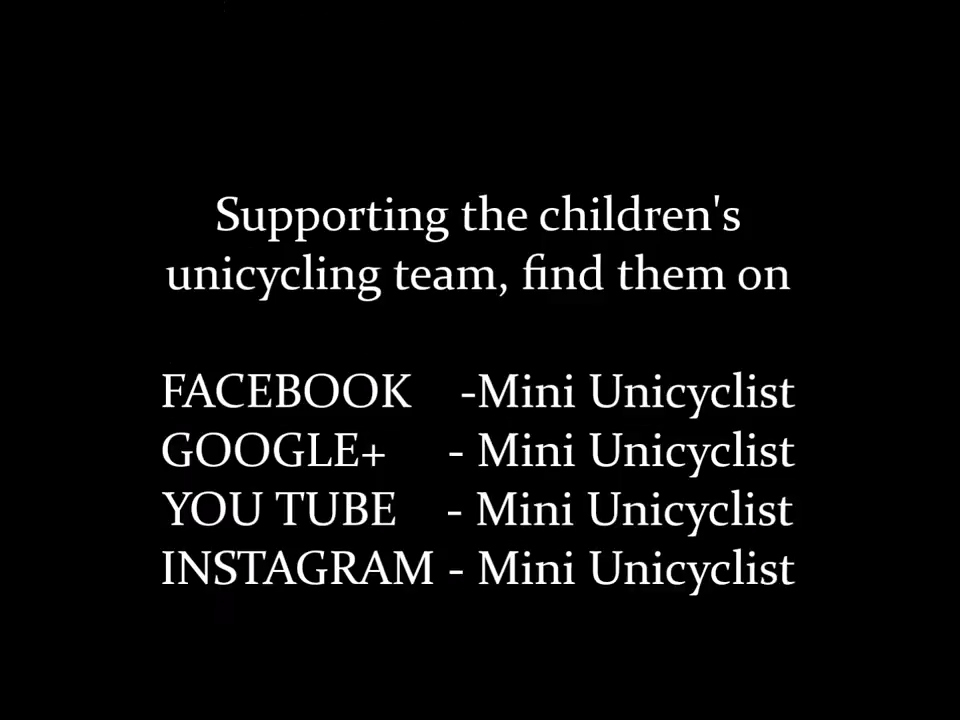 Supporting the children's
unicycling team, find them on
FACEBOOK -Mini Unicyclist
GOOGLE+ - Mini Unicyclist
YOU TUBE - Mini Unicyclist
INSTAGRAM - Mini Unicyclist